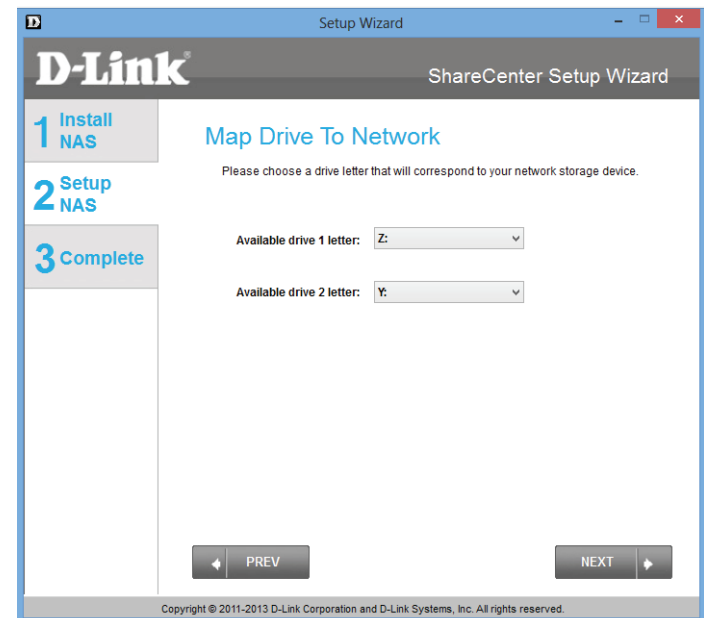 Setup Wizard
D-Link
ShareCenter Setup Wizard
1 Install
NAS
2 Setup
NAS
3 Complete
Map Drive To Network
Please choose a drive letter that will correspond to your network storage device.
Available drive 1 letter: Z:
Available drive 2 letter: Y:
PREV
NEXT
Copyright © 2011-2013 D-Link Corporation and D-Link Systems, Inc. All rights reserved.